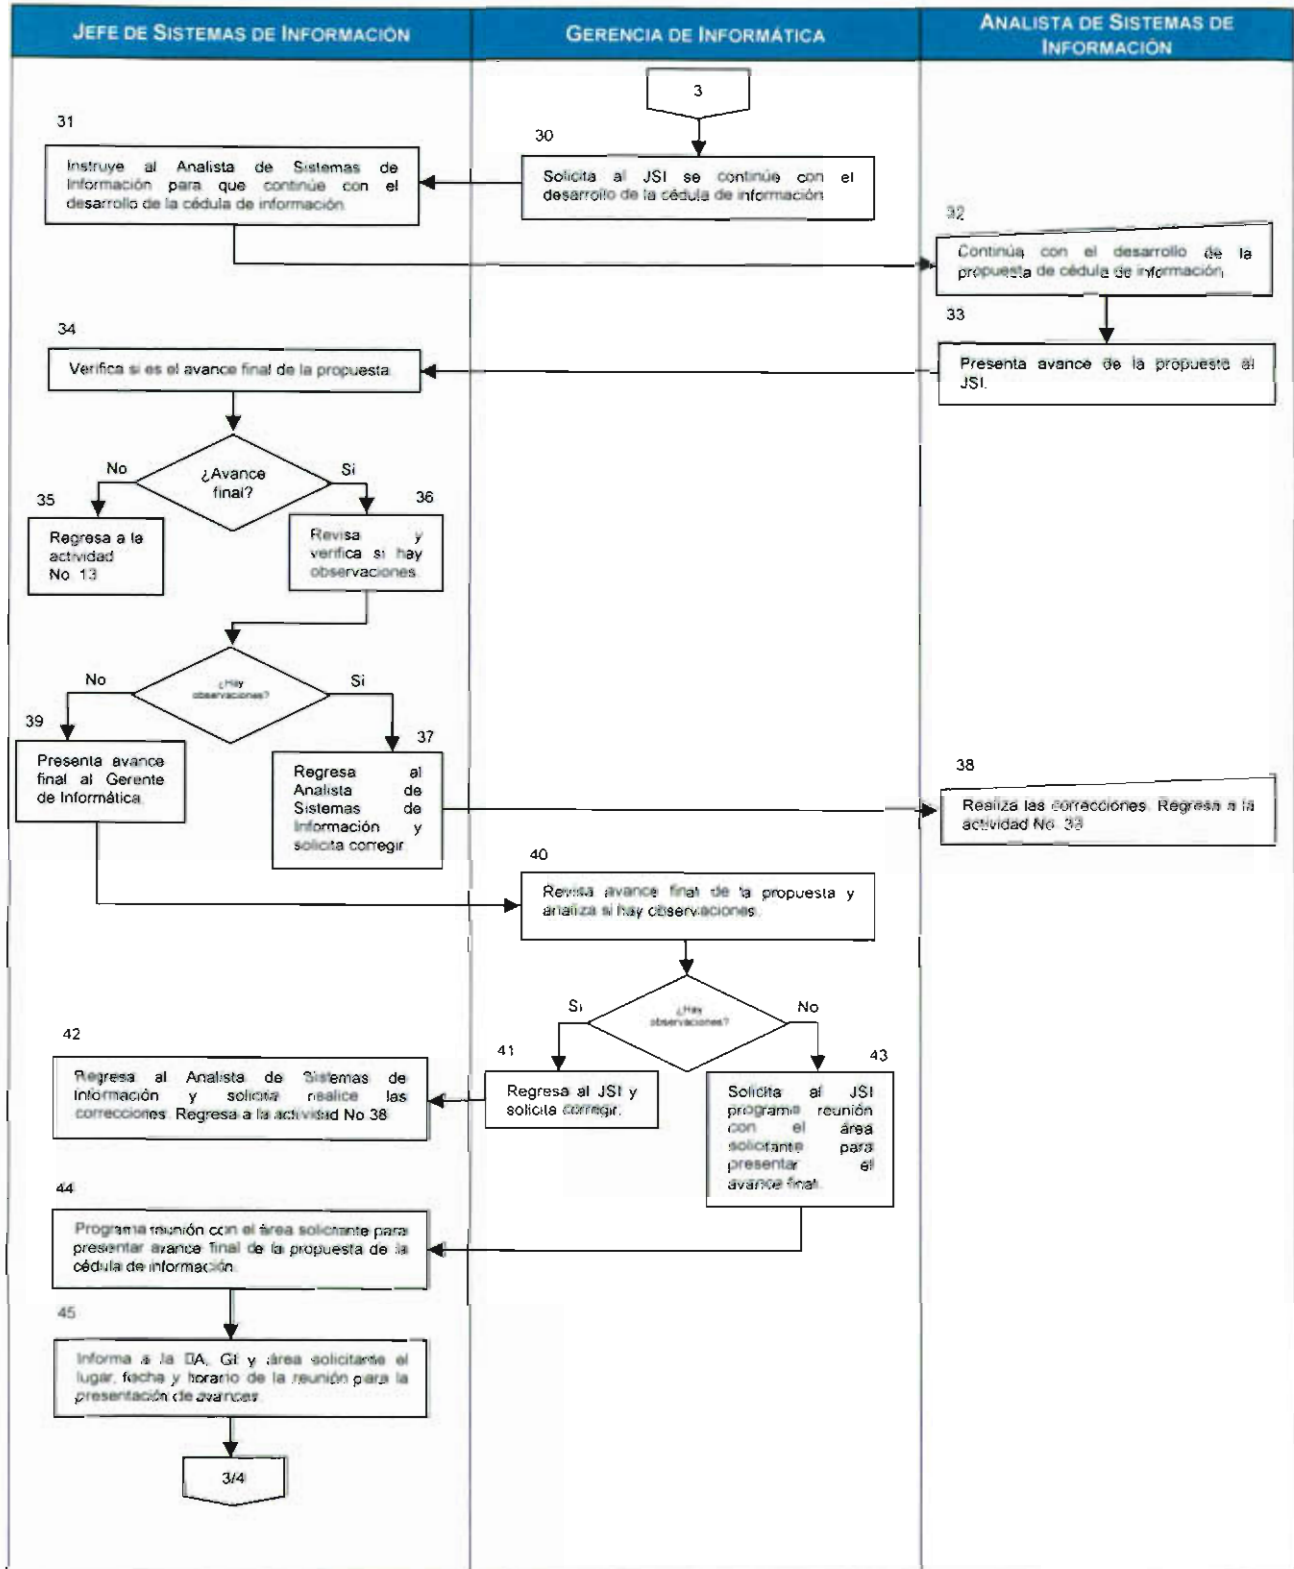 JEFE DE SISTEMAS DE INFORMACIÓN
GERENCIA DE INFORMÁTICA
ANALISTA DE SISTEMAS DE
INFORMACIÓN
3
30
Solicita al JSI se continúe con el
desarrollo de la cédula de información
31
Instruye al Analista de Sistemas de
Información para que continúe con el
desarrollo de la cédula de información
32
Continúa con el desarrollo de la
propuesta de cédula de información
33
Presenta avance de la propuesta al
JSI.
34
Verifica si es el avance final de la propuesta
¿Avance
final?
No
Si
35
Regresa a la
actividad
No. 13
36
Revisa y
verifica si hay
observaciones
¿Hay
observaciones?
No
Si
37
Regresa al
Analista de
Sistemas de
Información y
solicita corregir
38
Realiza las correcciones. Regresa a la
actividad No. 33
39
Presenta avance
final al Gerente
de Informática
40
Revisa avance final de la propuesta y
analiza si hay observaciones.
¿Hay
observaciones?
Si
No
41
Regresa al JSI y
solicita corregir.
42
Regresa al Analista de Sistemas de
Información y solicita realice las
correcciones. Regresa a la actividad No 38
43
Solicita al JSI
programe reunión
con el área
solicitante para
presentar el
avance final.
44
Programa reunión con el área solicitante para
presentar avance final de la propuesta de la
cédula de información.
45
Informa a la DA, GI y área solicitante el
lugar, fecha y horario de la reunión para la
presentación de avances
3/4